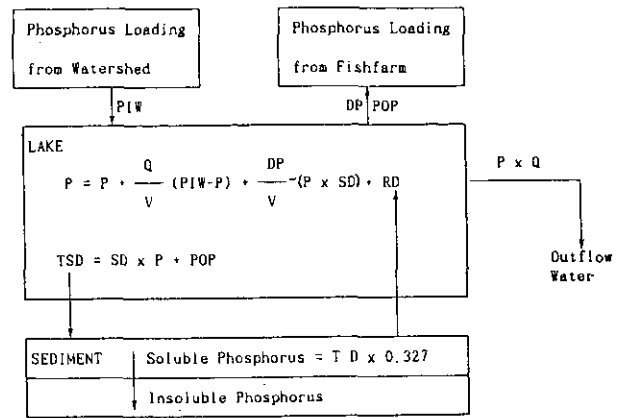 Phosphorus Loading
from Watershed
Phosphorus Loading
from Fishfarm
PIW
DP POP
LAKE
P = P + Q/V (PIW-P) + DP/V -(P x SD) + RD
P x Q
TSD = SD x P + POP
Outflow
Water
SEDIMENT
Soluble Phosphorus = T D x 0.327
Insoluble Phosphorus